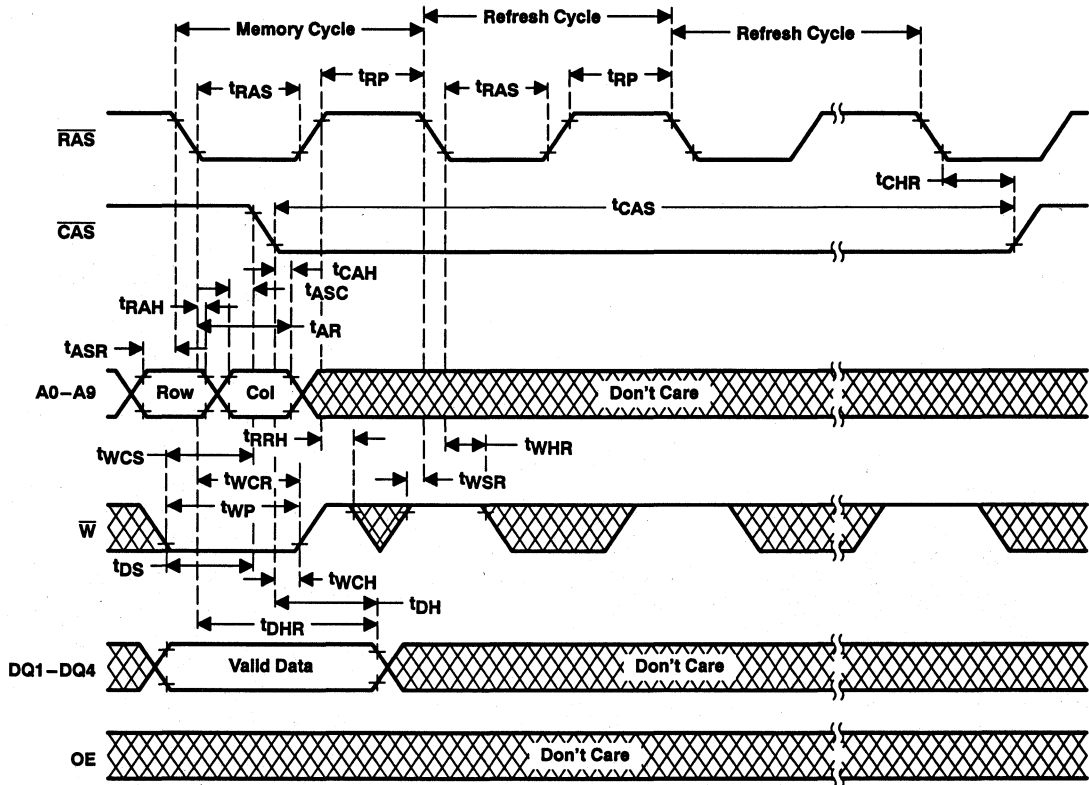 Memory Cycle
Refresh Cycle
Refresh Cycle
tRAS
tRP
tRAS
tRP
RAS
tCHR
tCAS
CAS
tCAH
tASC
tRAH
tAR
tASR
A0–A9
Row
Col
Don't Care
tRRH
tWHR
tWCS
tWCR
tWSR
tWP
W
tDS
tWCH
tDH
tDHR
DQ1–DQ4
Valid Data
Don't Care
OE
Don't Care